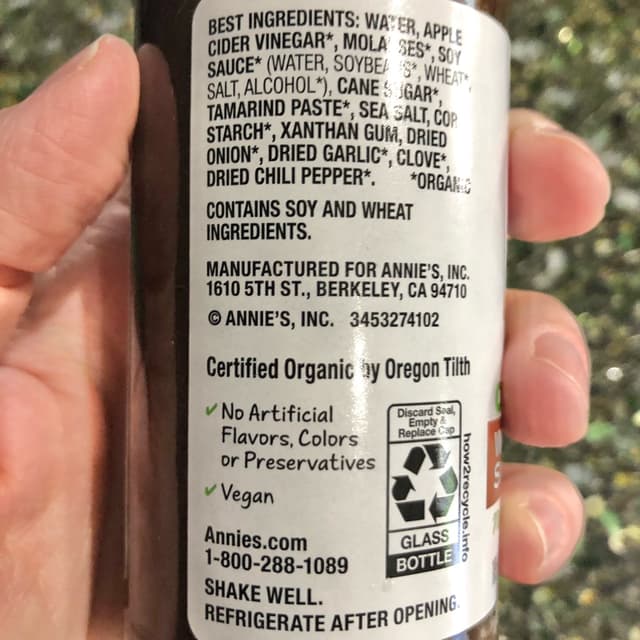 BEST INGREDIENTS: WATER, APPLE
CIDER VINEGAR*, MOLASSES*, SOY
SAUCE* (WATER, SOYBEANS*, WHEAT*,
SALT, ALCOHOL*), CANE SUGAR*,
TAMARIND PASTE*, SEA SALT, COR
STARCH*, XANTHAN GUM, DRIED
ONION*, DRIED GARLIC*, CLOVE*,
DRIED CHILI PEPPER*. *ORGANIC
CONTAINS SOY AND WHEAT
INGREDIENTS.
MANUFACTURED FOR ANNIE'S, INC.
1610 5TH ST., BERKELEY, CA 94710
© ANNIE'S, INC. 3453274102
Certified Organic by Oregon Tilth
✓ No Artificial
Flavors, Colors
or Preservatives
✓ Vegan
Discard Seal,
Empty &
Replace Cap
GLASS
BOTTLE
how2recycle.info
Annies.com
1-800-288-1089
SHAKE WELL.
REFRIGERATE AFTER OPENING.